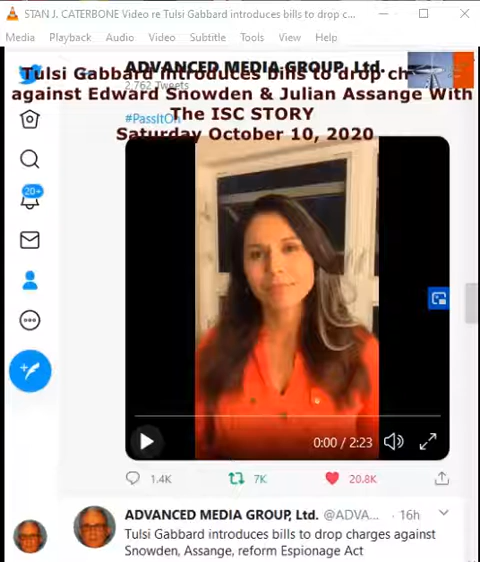 STAN J. CATERBONE Video re Tulsi Gabbard introduces bills to drop c...
Media Playback Audio Video Subtitle Tools View Help
ADVANCED MEDIA GROUP, Ltd.
2,762 Tweets
Tulsi Gabbard introduces bills to drop ch
against Edward Snowden & Julian Assange With
The ISC STORY
Saturday October 10, 2020
#PassItOn
20+
0:00 / 2:23
1.4K 7K 20.8K
ADVANCED MEDIA GROUP, Ltd. @ADVA... · 16h
Tulsi Gabbard introduces bills to drop charges against
Snowden, Assange, reform Espionage Act